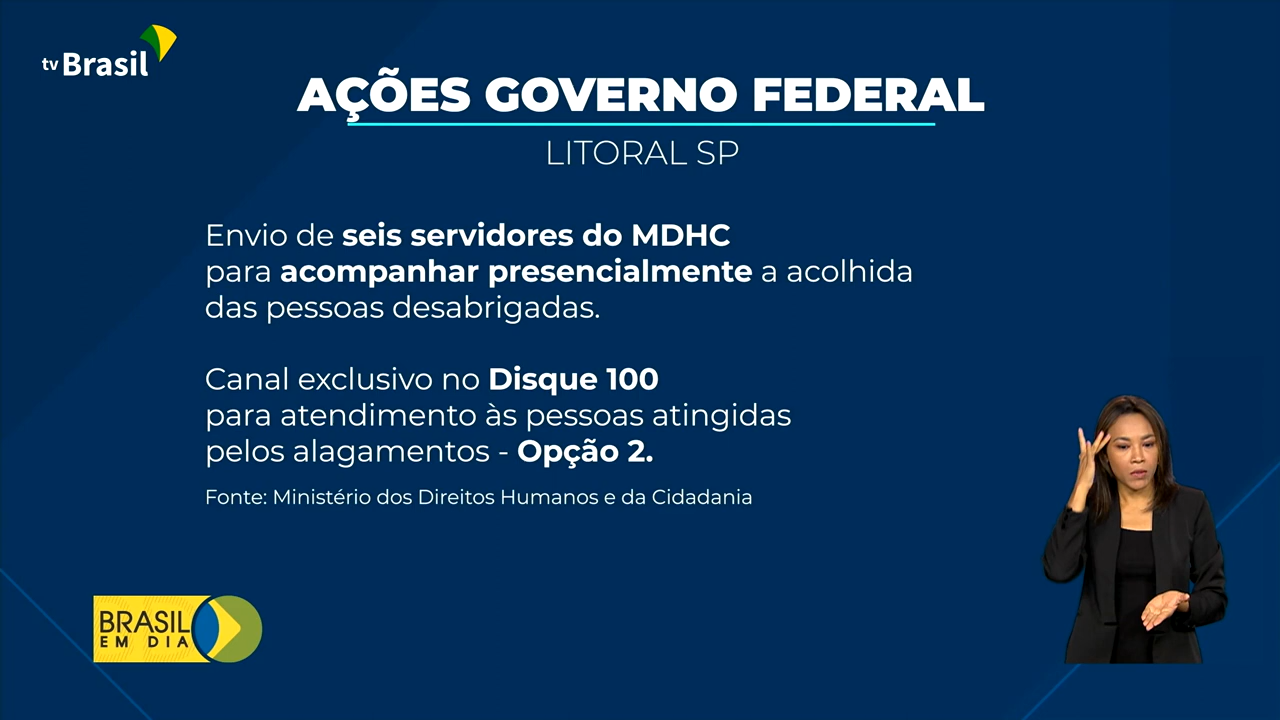 tv Brasil
AÇÕES GOVERNO FEDERAL
LITORAL SP
Envio de seis servidores do MDHC
para acompanhar presencialmente a acolhida
das pessoas desabrigadas.
Canal exclusivo no Disque 100
para atendimento às pessoas atingidas
pelos alagamentos - Opção 2.
Fonte: Ministério dos Direitos Humanos e da Cidadania
BRASIL
EM DIA